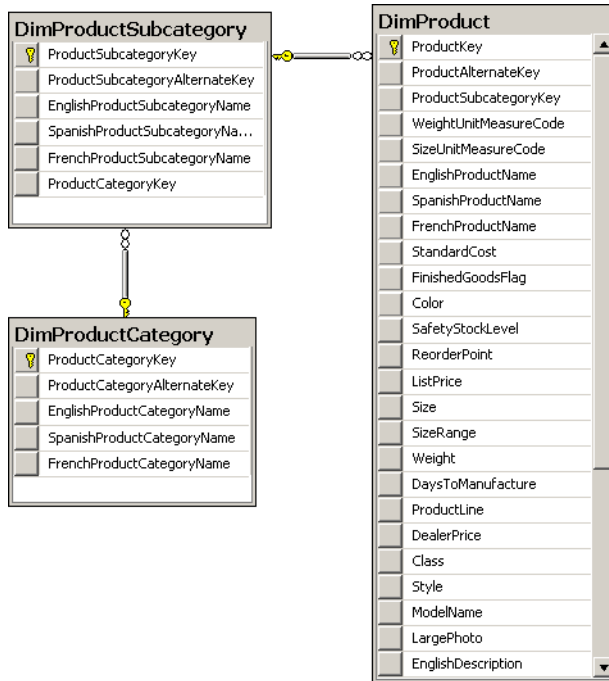 DimProductSubcategory
ProductSubcategoryKey
ProductSubcategoryAlternateKey
EnglishProductSubcategoryName
SpanishProductSubcategoryNa...
FrenchProductSubcategoryName
ProductCategoryKey
DimProductCategory
ProductCategoryKey
ProductCategoryAlternateKey
EnglishProductCategoryName
SpanishProductCategoryName
FrenchProductCategoryName
DimProduct
ProductKey
ProductAlternateKey
ProductSubcategoryKey
WeightUnitMeasureCode
SizeUnitMeasureCode
EnglishProductName
SpanishProductName
FrenchProductName
StandardCost
FinishedGoodsFlag
Color
SafetyStockLevel
ReorderPoint
ListPrice
Size
SizeRange
Weight
DaysToManufacture
ProductLine
DealerPrice
Class
Style
ModelName
LargePhoto
EnglishDescription